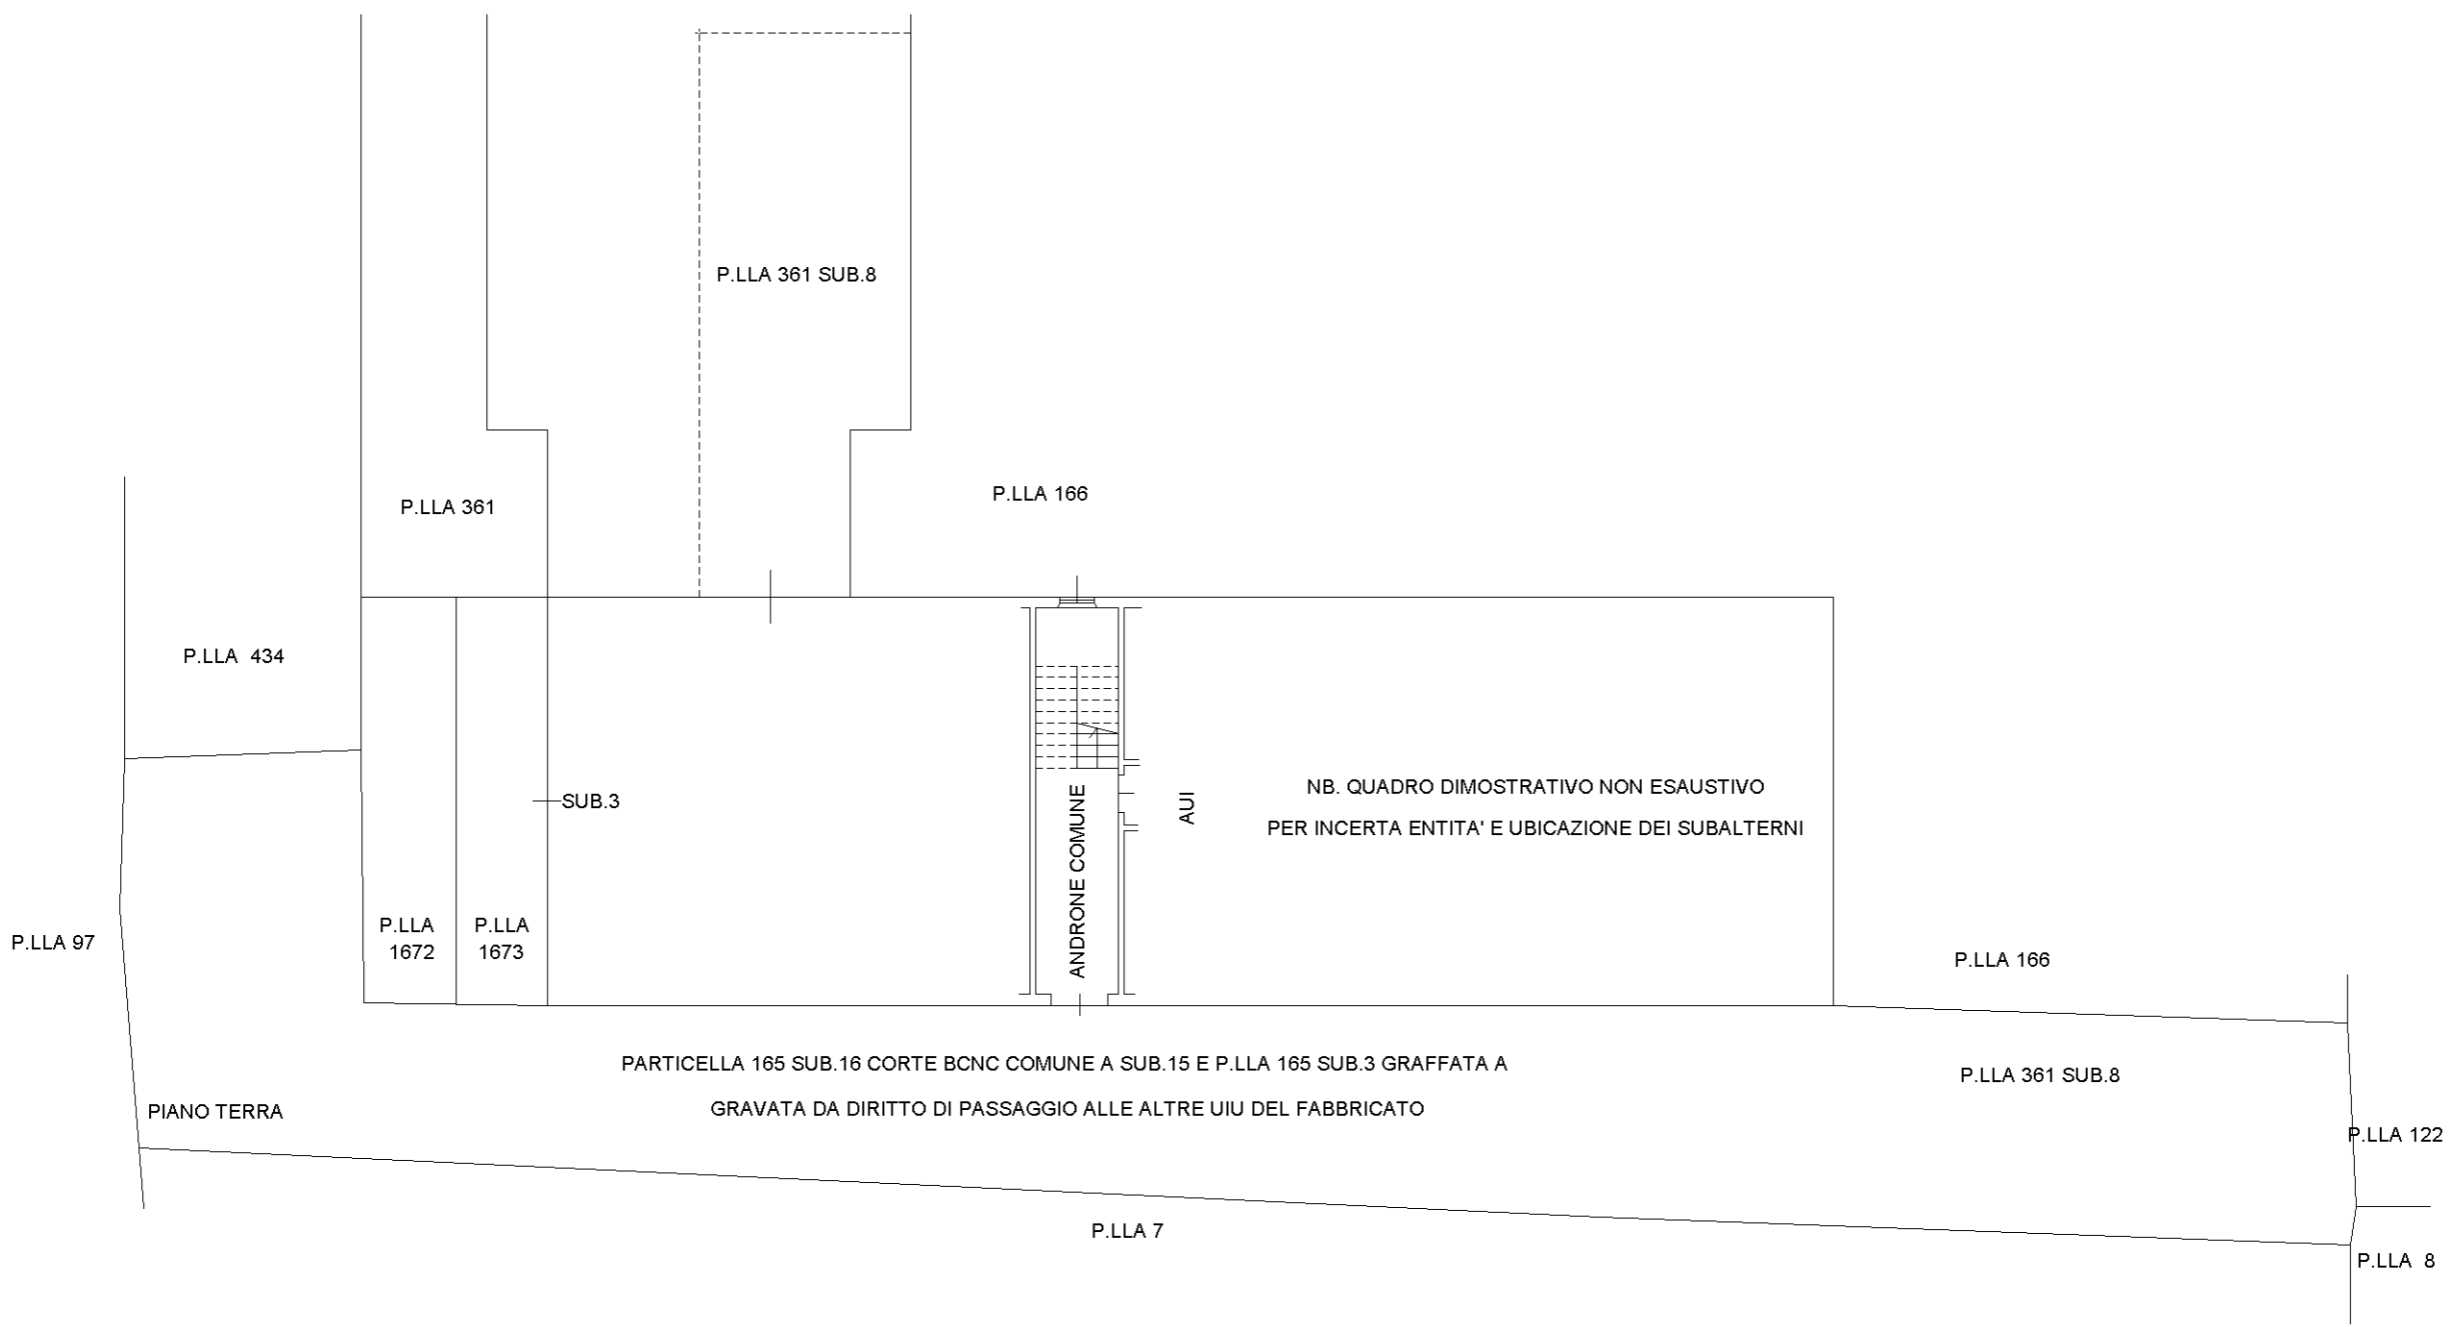 P.LLA 361 SUB.8
P.LLA 361
P.LLA 166
P.LLA 434
SUB.3
ANDRONE COMUNE
AUI
NB. QUADRO DIMOSTRATIVO NON ESAUSTIVO
PER INCERTA ENTITA' E UBICAZIONE DEI SUBALTERNI
P.LLA 97
P.LLA
1672
P.LLA
1673
P.LLA 166
PARTICELLA 165 SUB.16 CORTE BCNC COMUNE A SUB.15 E P.LLA 165 SUB.3 GRAFFATA A
GRAVATA DA DIRITTO DI PASSAGGIO ALLE ALTRE UIU DEL FABBRICATO
P.LLA 361 SUB.8
PIANO TERRA
P.LLA 122
P.LLA 7
P.LLA 8